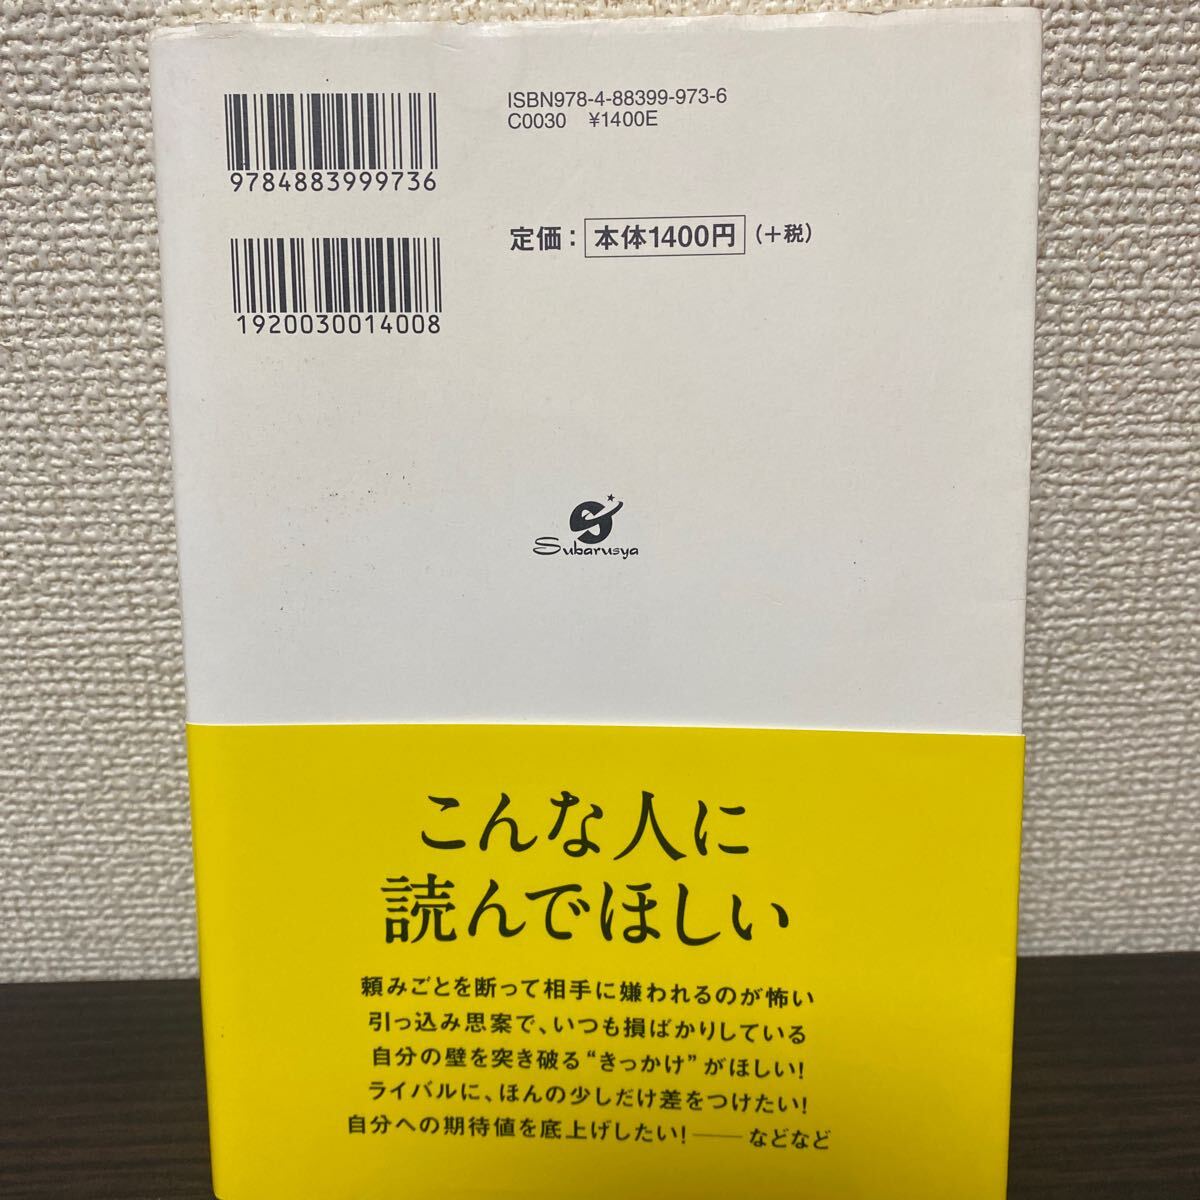 ISBN978-4-88399-973-6
C0030 ¥1400E
9784883999736
定価：本体1400円（＋税）
1920030014008
Subarusya
こんな人に
読んでほしい
頼みごとを断って相手に嫌われるのが怖い
引っ込み思案で、いつも損ばかりしている
自分の壁を突き破る“きっかけ”がほしい！
ライバルに、ほんの少しだけ差をつけたい！
自分への期待値を底上げしたい！――などなど